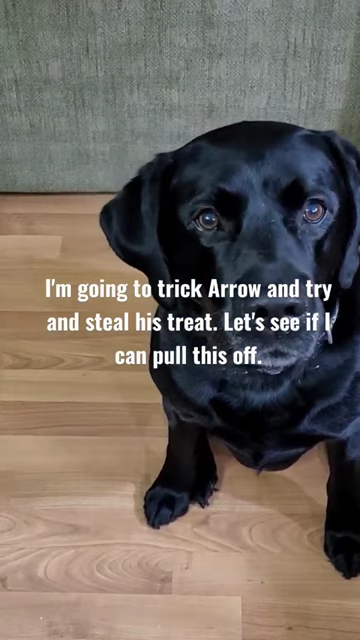 I'm going to trick Arrow and try
and steal his treat. Let's see if I
can pull this off.